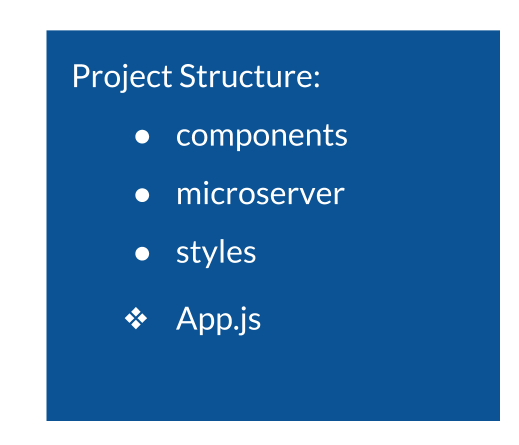 Project Structure:
● components
● microserver
● styles
❖ App.js